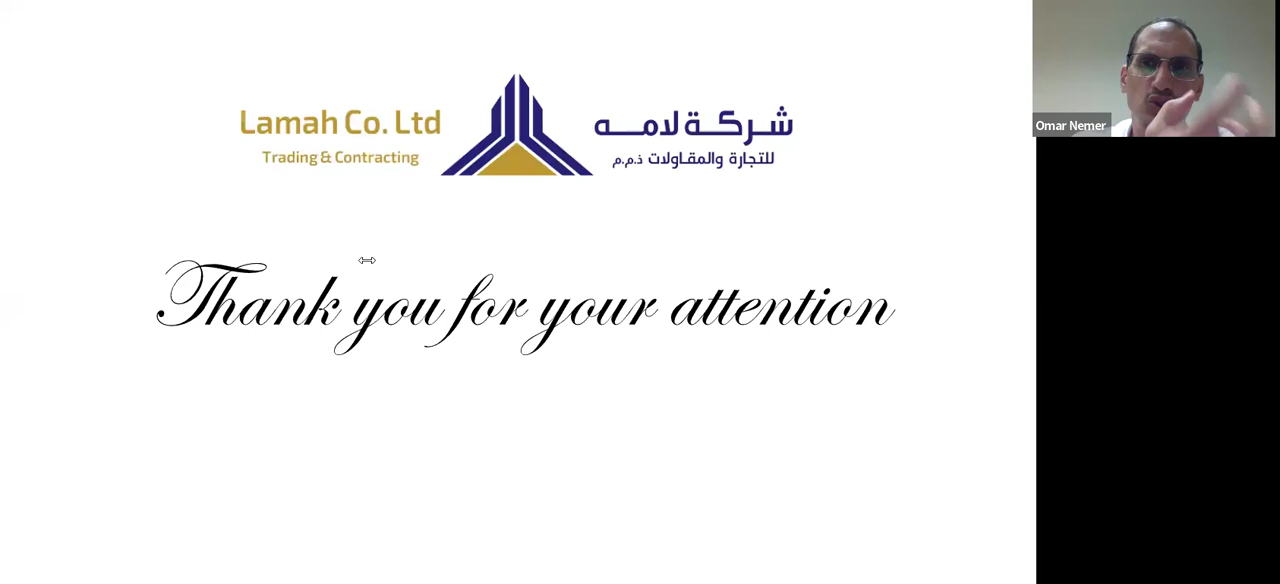 Lamah Co. Ltd
Trading & Contracting
شركة لامه
للتجارة والمقاولات ذ.م.م
Thank you for your attention
Omar Nemer